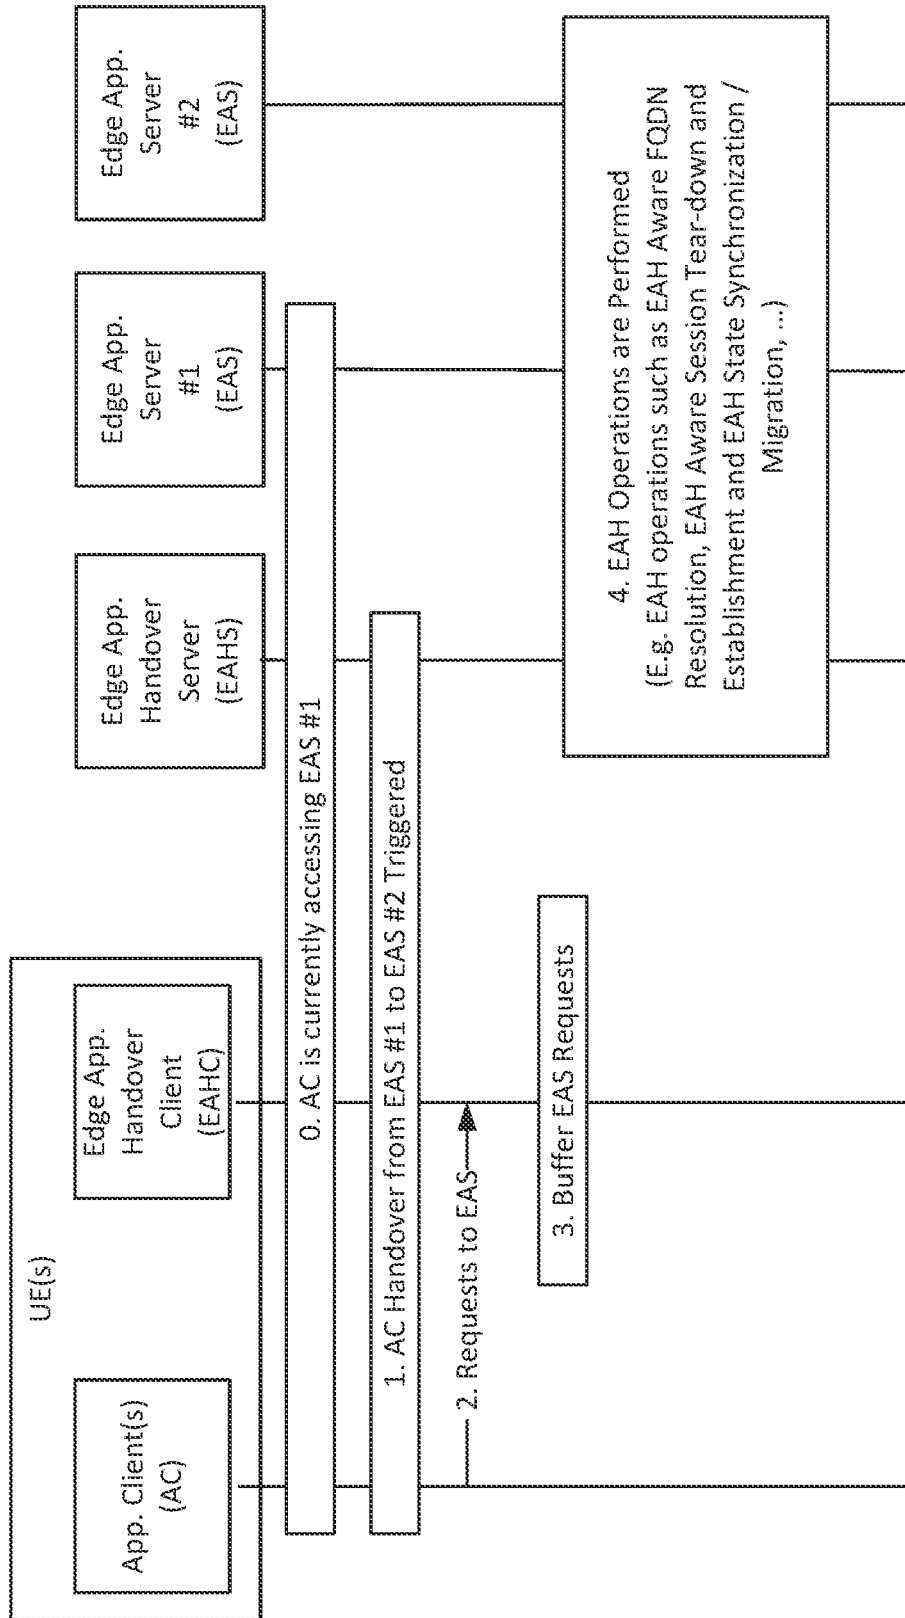 UE(s)
App. Client(s)
(AC)
Edge App.
Handover
Client
(EAHC)
Edge App.
Handover
Server
(EAHS)
Edge App.
Server
#1
(EAS)
Edge App.
Server
#2
(EAS)
0. AC is currently accessing EAS #1
1. AC Handover from EAS #1 to EAS #2 Triggered
2. Requests to EAS
3. Buffer EAS Requests
4. EAH Operations are Performed
(E.g. EAH operations such as EAH Aware FQDN
Resolution, EAH Aware Session Tear-down and
Establishment and EAH State Synchronization /
Migration, ...)